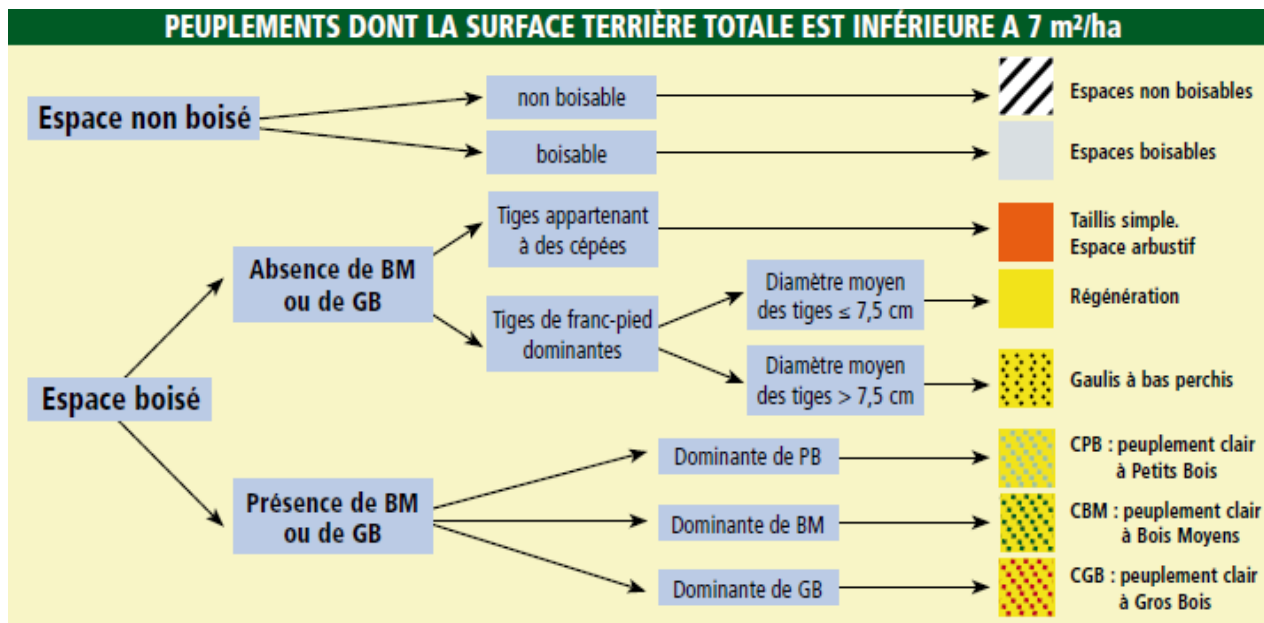 PEUPLEMENTS DONT LA SURFACE TERRIÈRE TOTALE EST INFÉRIEURE A 7 m²/ha
Espace non boisé
non boisable
Espaces non boisables
boisable
Espaces boisables
Espace boisé
Absence de BM
ou de GB
Tiges appartenant
à des cépées
Taillis simple.
Espace arbustif
Tiges de franc-pied
dominantes
Diamètre moyen
des tiges ≤ 7,5 cm
Régénération
Diamètre moyen
des tiges > 7,5 cm
Gaulis à bas perchis
Présence de BM
ou de GB
Dominante de PB
CPB : peuplement clair
à Petits Bois
Dominante de BM
CBM : peuplement clair
à Bois Moyens
Dominante de GB
CGB : peuplement clair
à Gros Bois